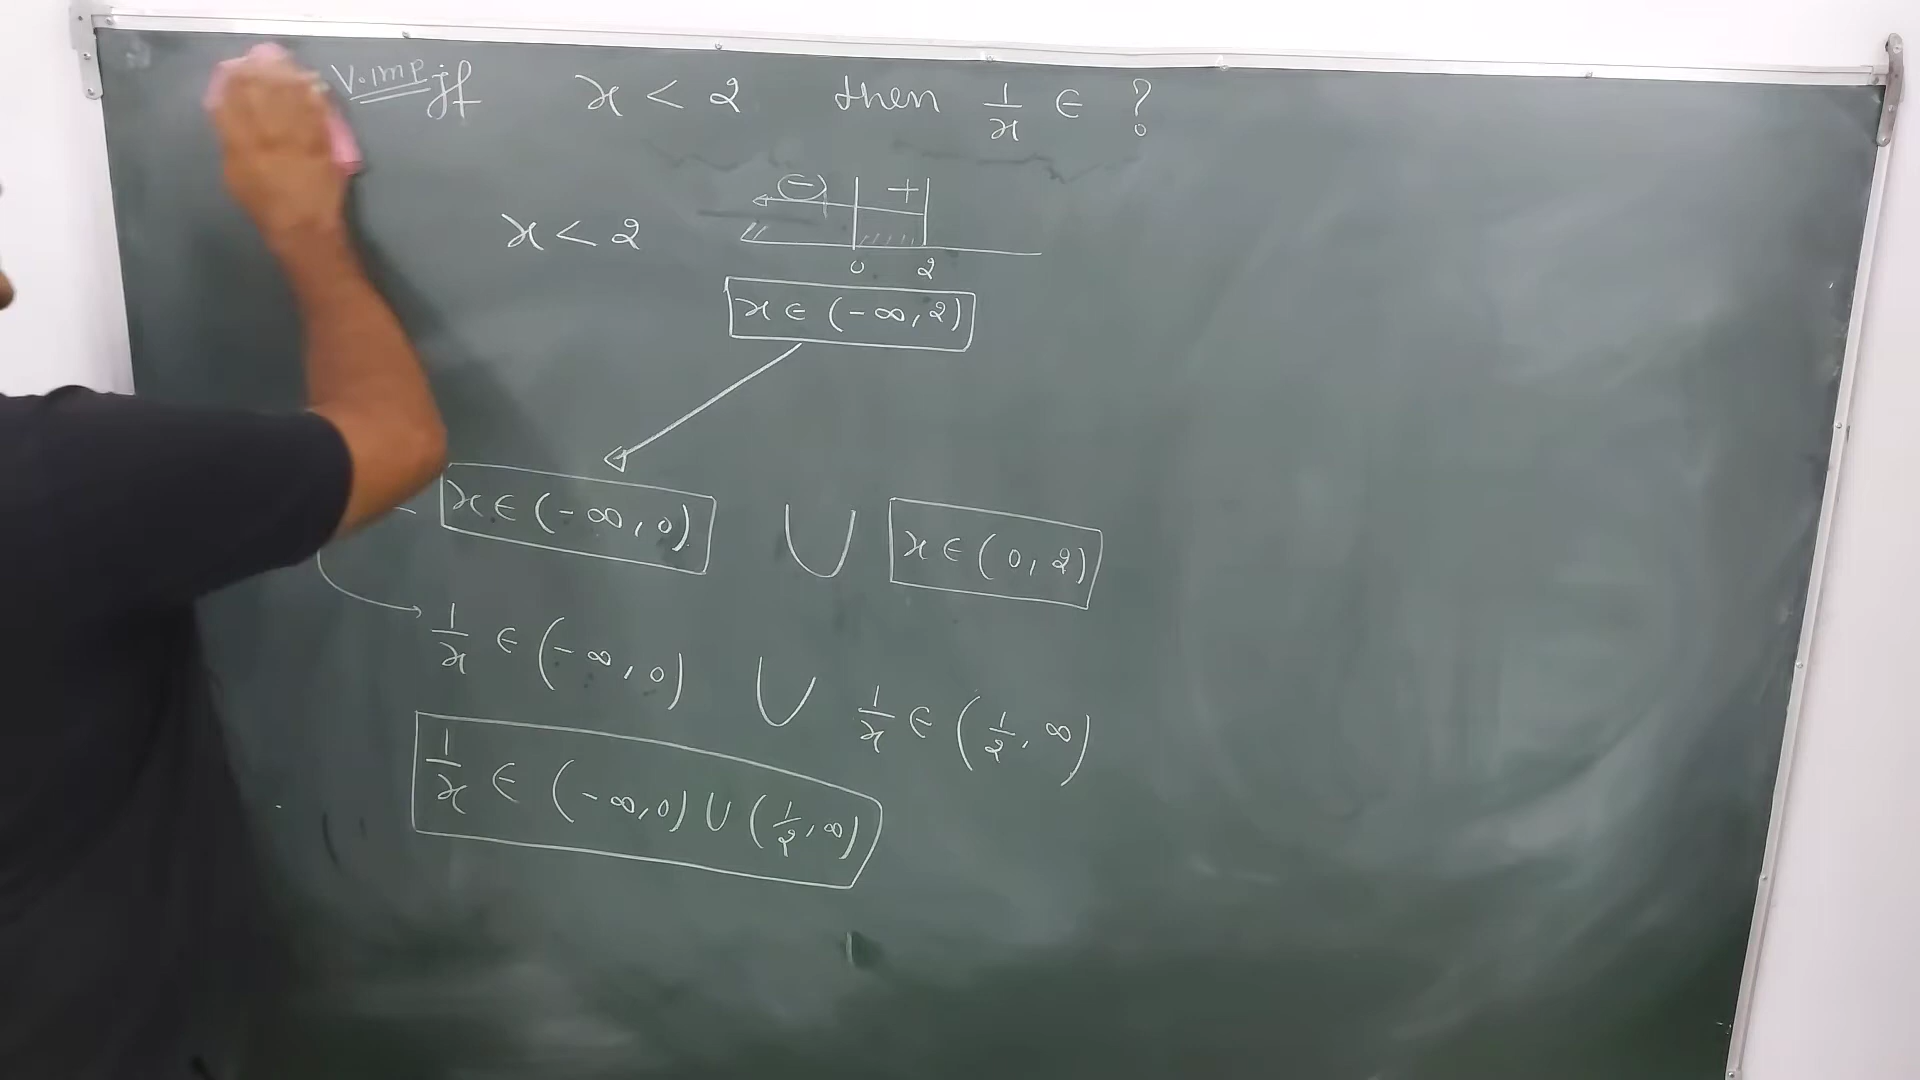 V.imp If x < 2 then 1/x ∈ ?
(-) +
x < 2
0 2
x ∈ (-∞, 2)
x ∈ (-∞, 0) ∪ x ∈ (0, 2)
1/x ∈ (-∞, 0) ∪ 1/x ∈ (1/2, ∞)
1/x ∈ (-∞, 0) ∪ (1/2, ∞)